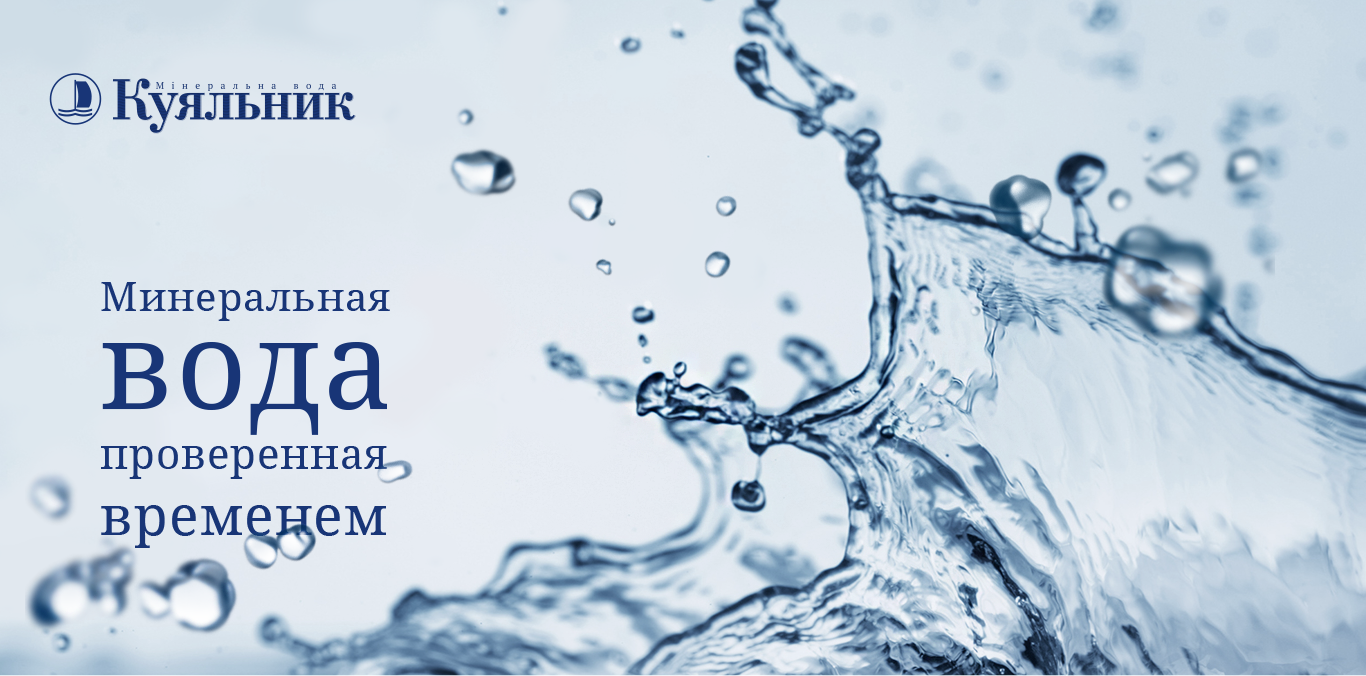 Мінеральна вода
Куяльник
Минеральная
вода
проверенная
временем